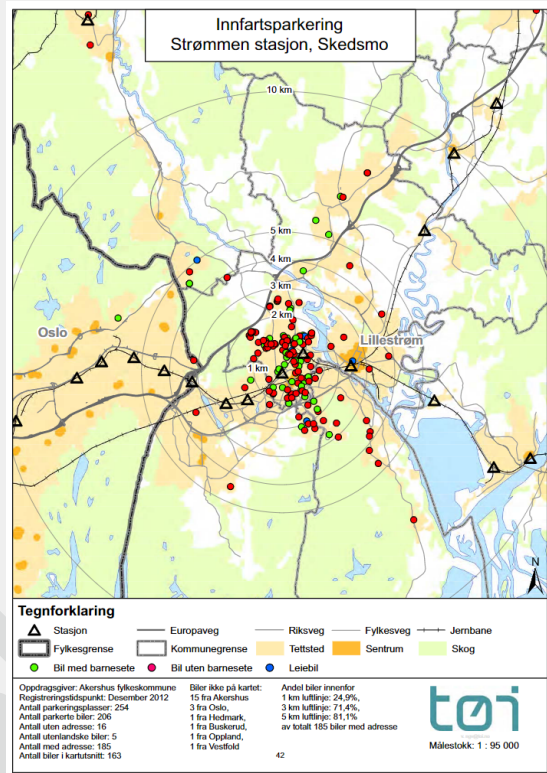 Innfartsparkering
Strømmen stasjon, Skedsmo
10 km
5 km
4 km
3 km
2 km
Oslo
Lillestrøm
1 km
N
Tegnforklaring
Stasjon
Europaveg
Riksveg
Fylkesveg
Jernbane
Fylkesgrense
Kommunegrense
Tettsted
Sentrum
Skog
Bil med barnesete
Bil uten barnesete
Leiebil
Oppdragsgiver: Akershus fylkeskommune
Registreringstidspunkt: Desember 2012
Antall parkeringsplasser: 254
Antall parkerte biler: 206
Antall uten adresse: 16
Antall utenlandske biler: 5
Antall med adresse: 185
Antall biler i kartutsnitt: 163
Biler ikke på kartet:
15 fra Akershus
3 fra Oslo,
1 fra Hedmark,
1 fra Buskerud,
1 fra Oppland,
1 fra Vestfold
Andel biler innenfor
1 km luftlinje: 24,9%,
3 km luftlinje: 71,4%,
5 km luftlinje: 81,1%
av totalt 185 biler med adresse
42
tøi
Målestokk: 1 : 95 000